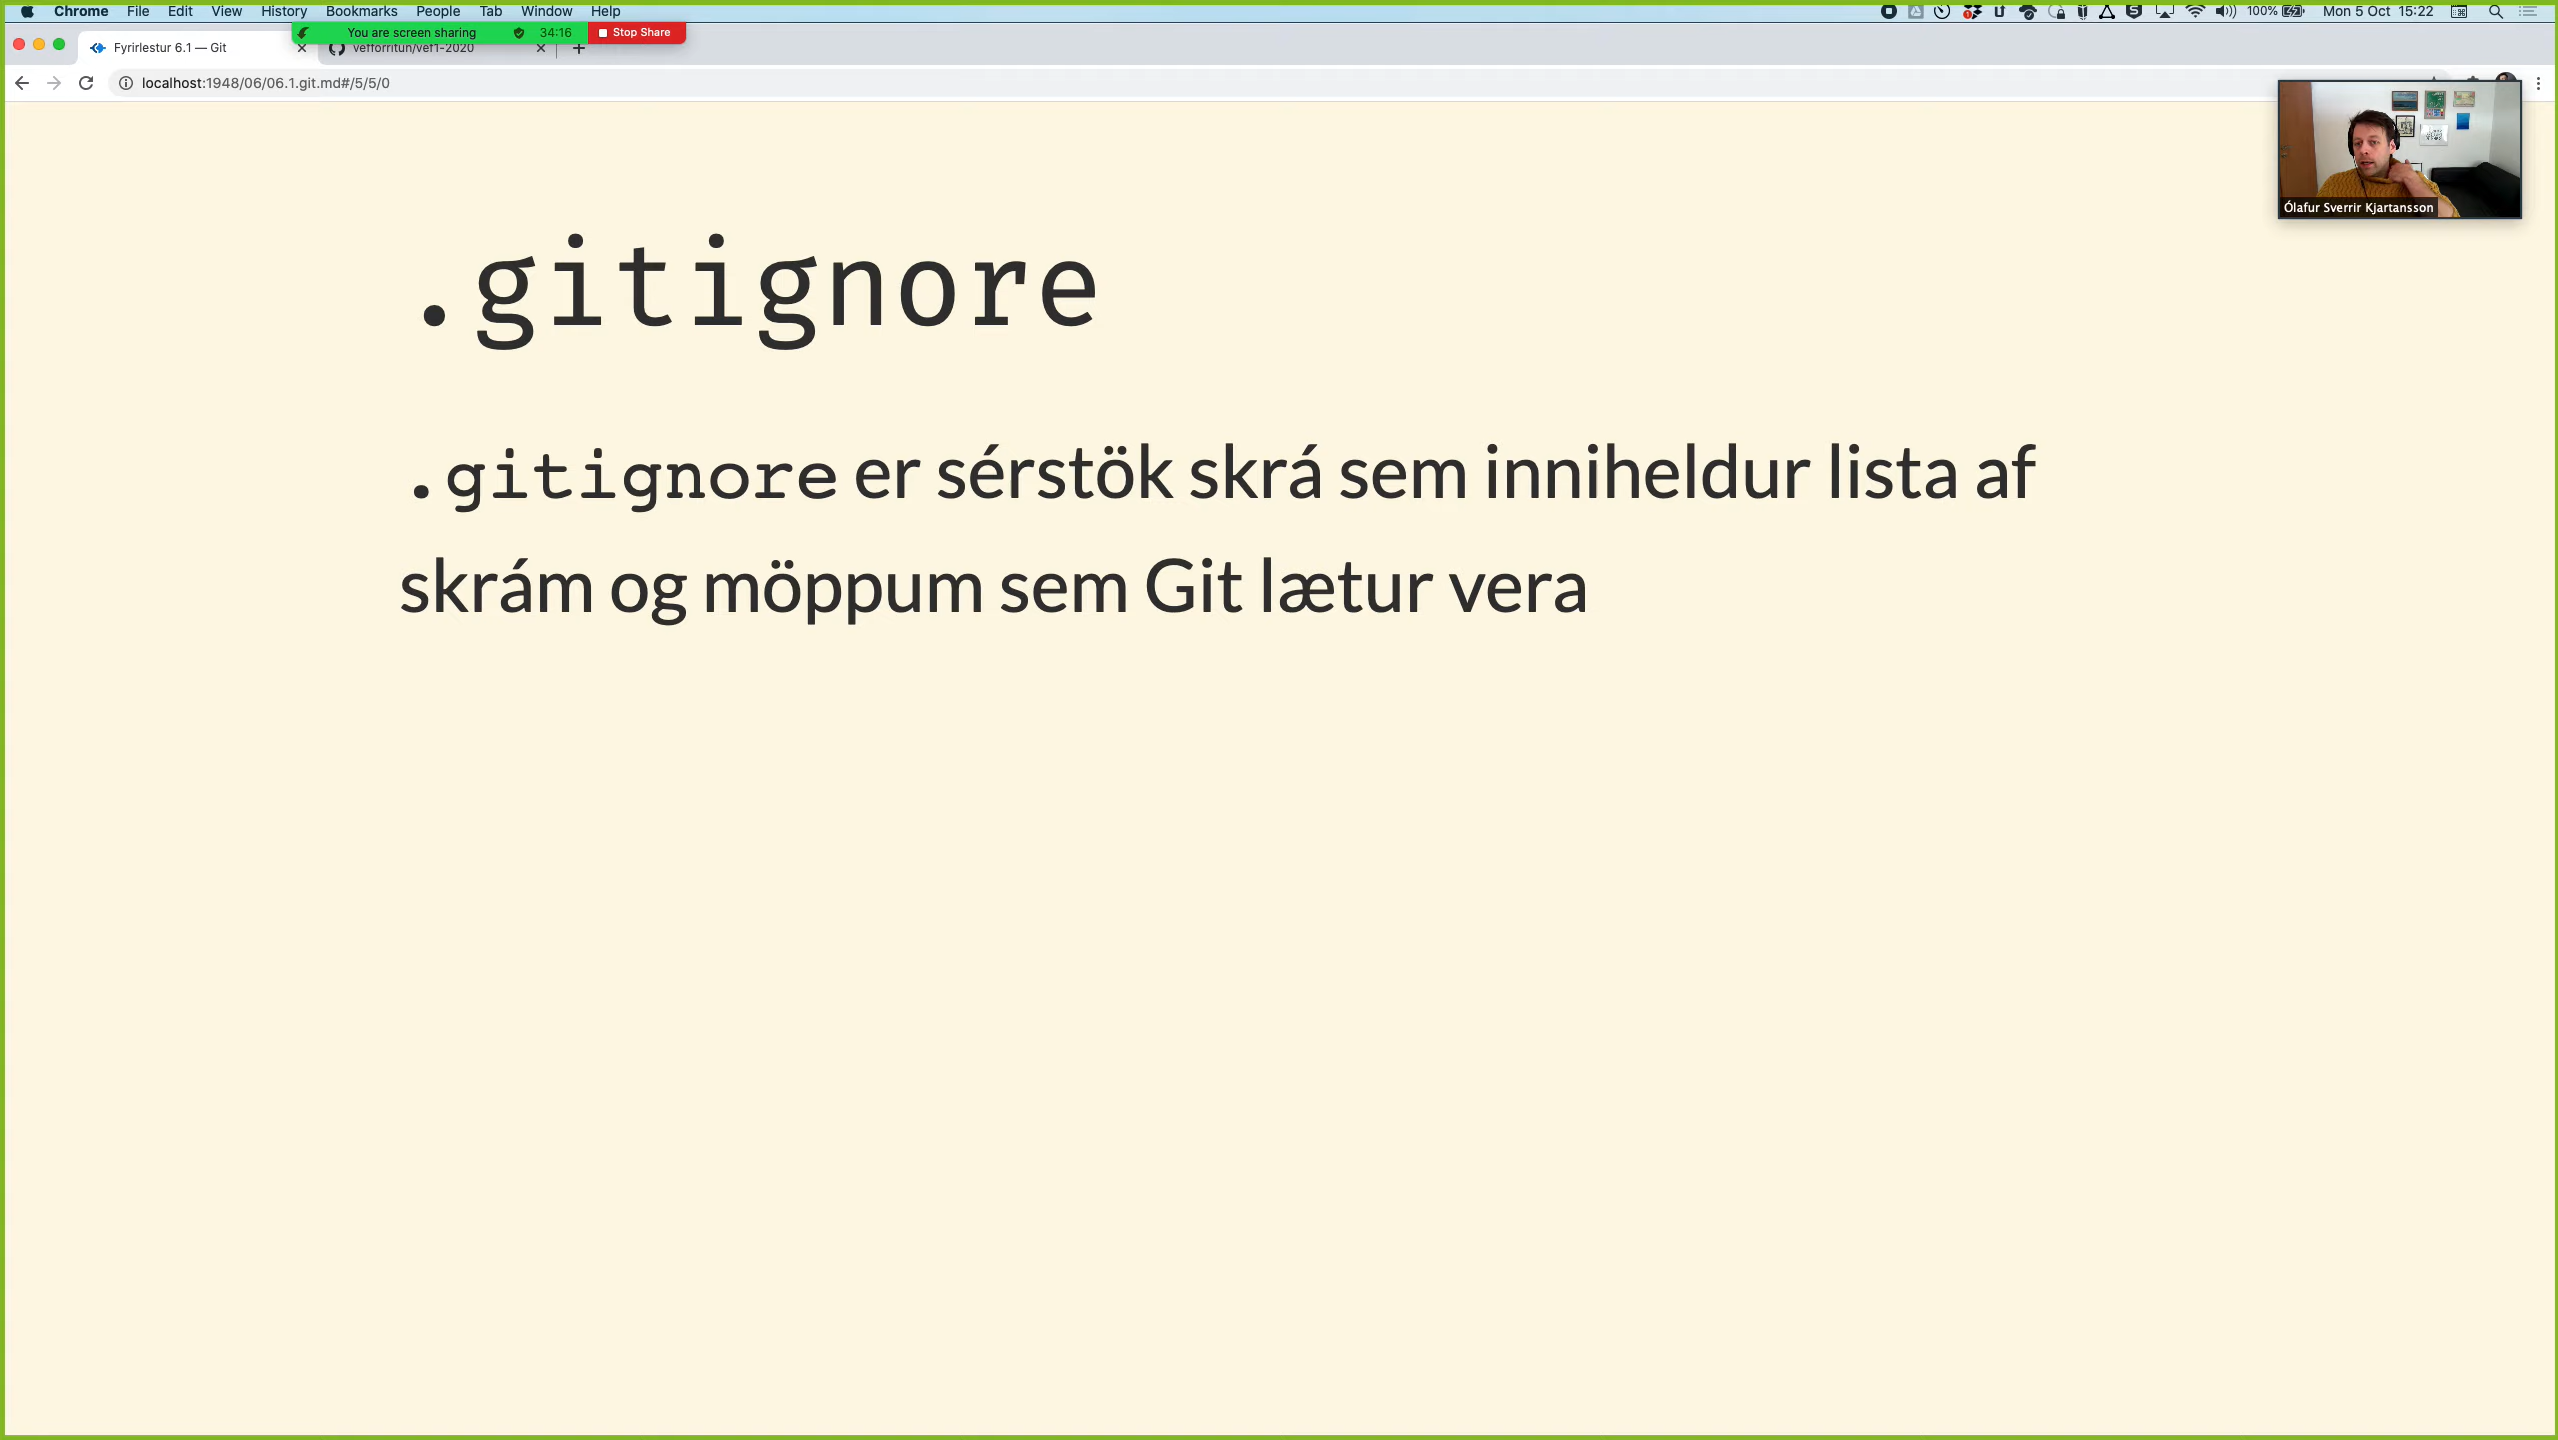 Chrome File Edit View History Bookmarks People Tab Window Help
100% Mon 5 Oct 15:22
You are screen sharing 34:16 Stop Share
Fyrirlestur 6.1 — Git
vefforritun/vef1-2020
localhost:1948/06/06.1.git.md#/5/5/0
Ólafur Sverrir Kjartansson
.gitignore
.gitignore er sérstök skrá sem inniheldur lista af
skrám og möppum sem Git lætur vera